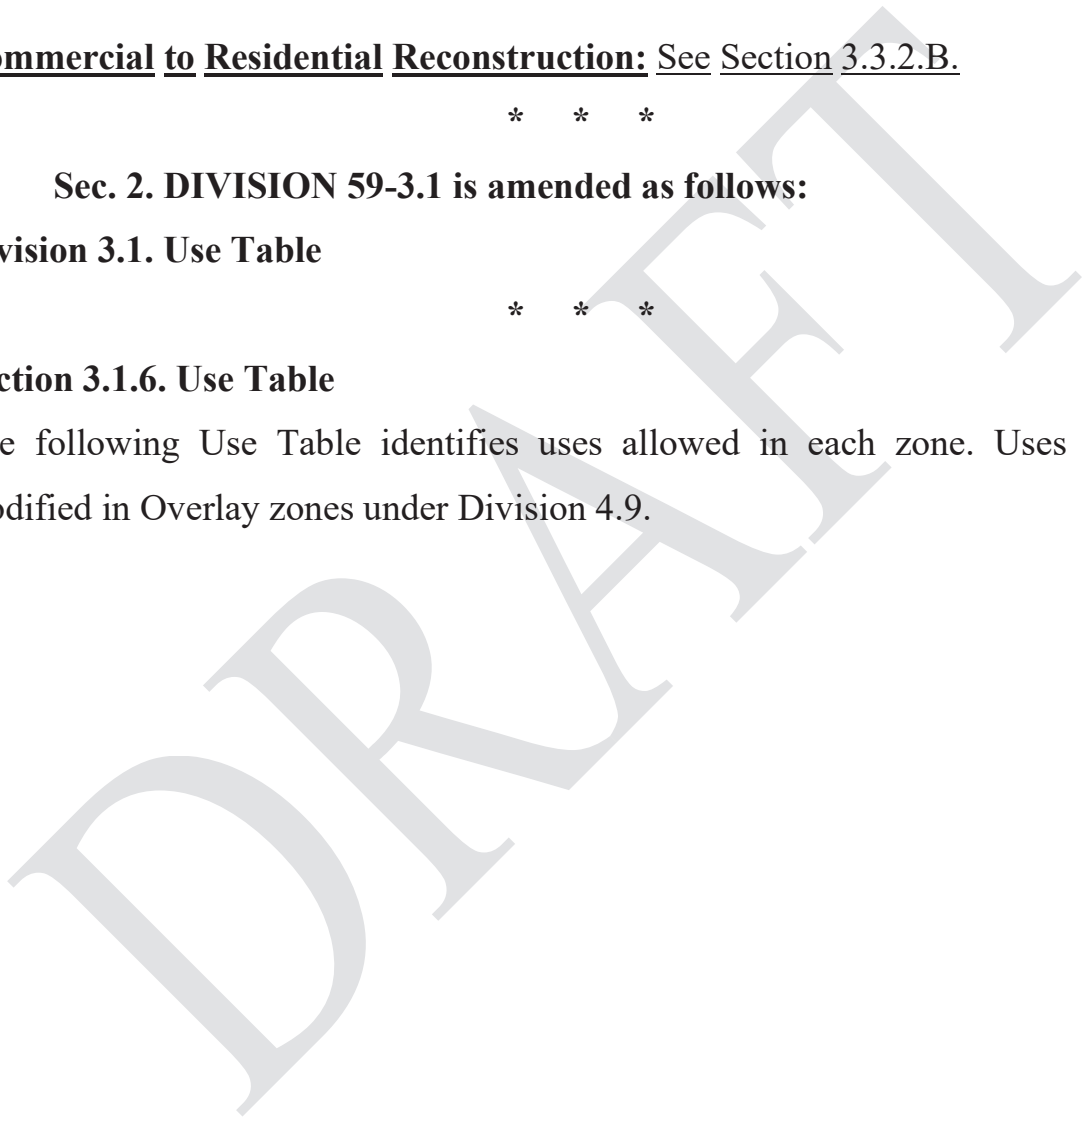 ommercial to Residential Reconstruction: See Section 3.3.2.B.
* * *
Sec. 2. DIVISION 59-3.1 is amended as follows:
vision 3.1. Use Table
* * *
ction 3.1.6. Use Table
e following Use Table identifies uses allowed in each zone. Uses
odified in Overlay zones under Division 4.9.
DRAFT